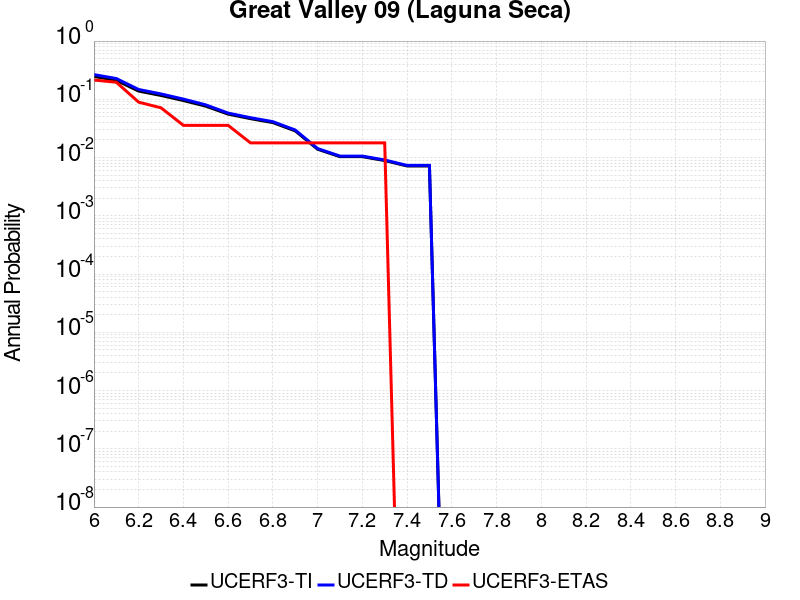 Great Valley 09 (Laguna Seca)
10^0
10^-1
10^-2
10^-3
10^-4
10^-5
10^-6
10^-7
10^-8
Annual Probability
6 6.2 6.4 6.6 6.8 7 7.2 7.4 7.6 7.8 8 8.2 8.4 8.6 8.8 9
Magnitude
UCERF3-TI UCERF3-TD UCERF3-ETAS